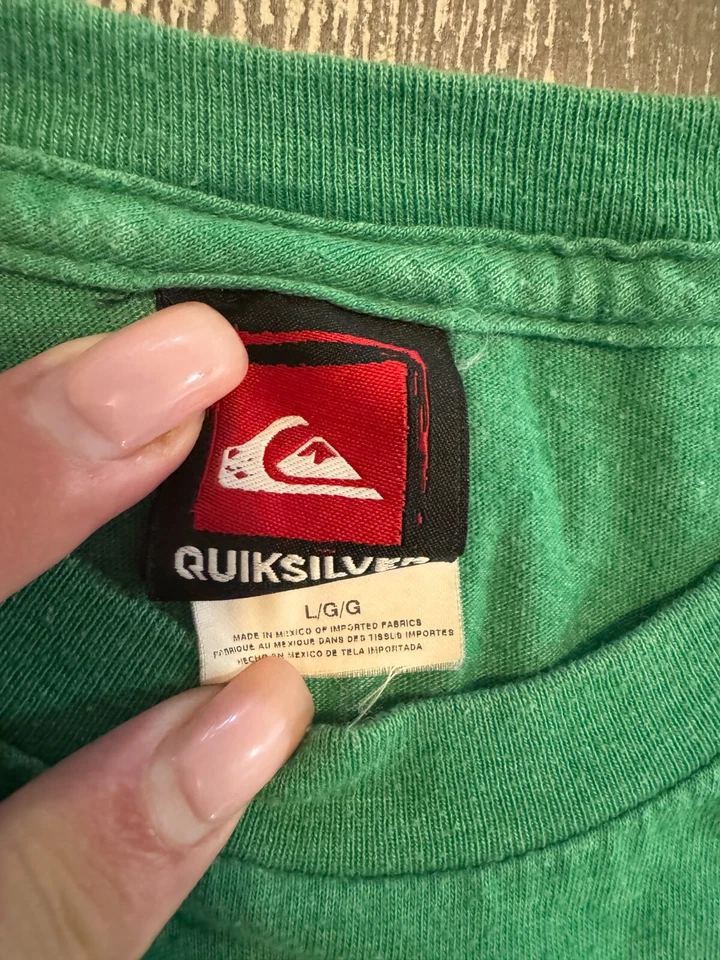 QUIKSILVER
L/G/G
MADE IN MEXICO OF IMPORTED FABRICS
FABRIQUE AU MEXIQUE DANS DES TISSUS IMPORTES
HECHO EN MEXICO DE TELA IMPORTADA